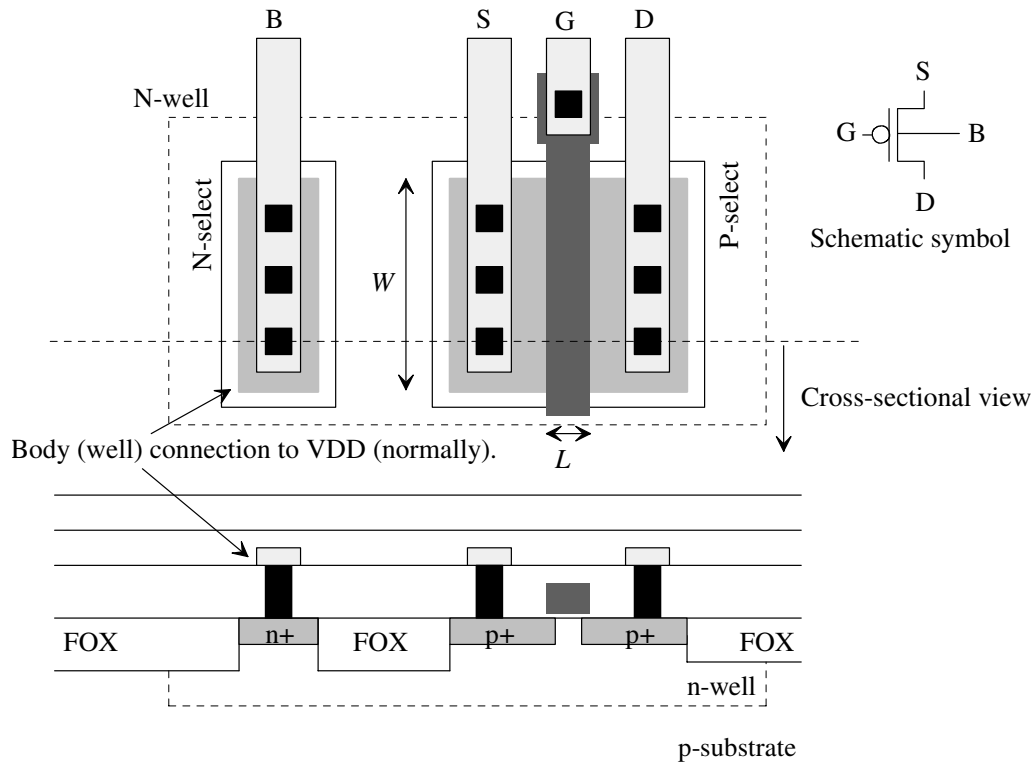 B
S
G
D
N-well
N-select
P-select
W
L
S
G
B
D
Schematic symbol
Cross-sectional view
Body (well) connection to VDD (normally).
FOX
n+
FOX
p+
p+
FOX
n-well
p-substrate